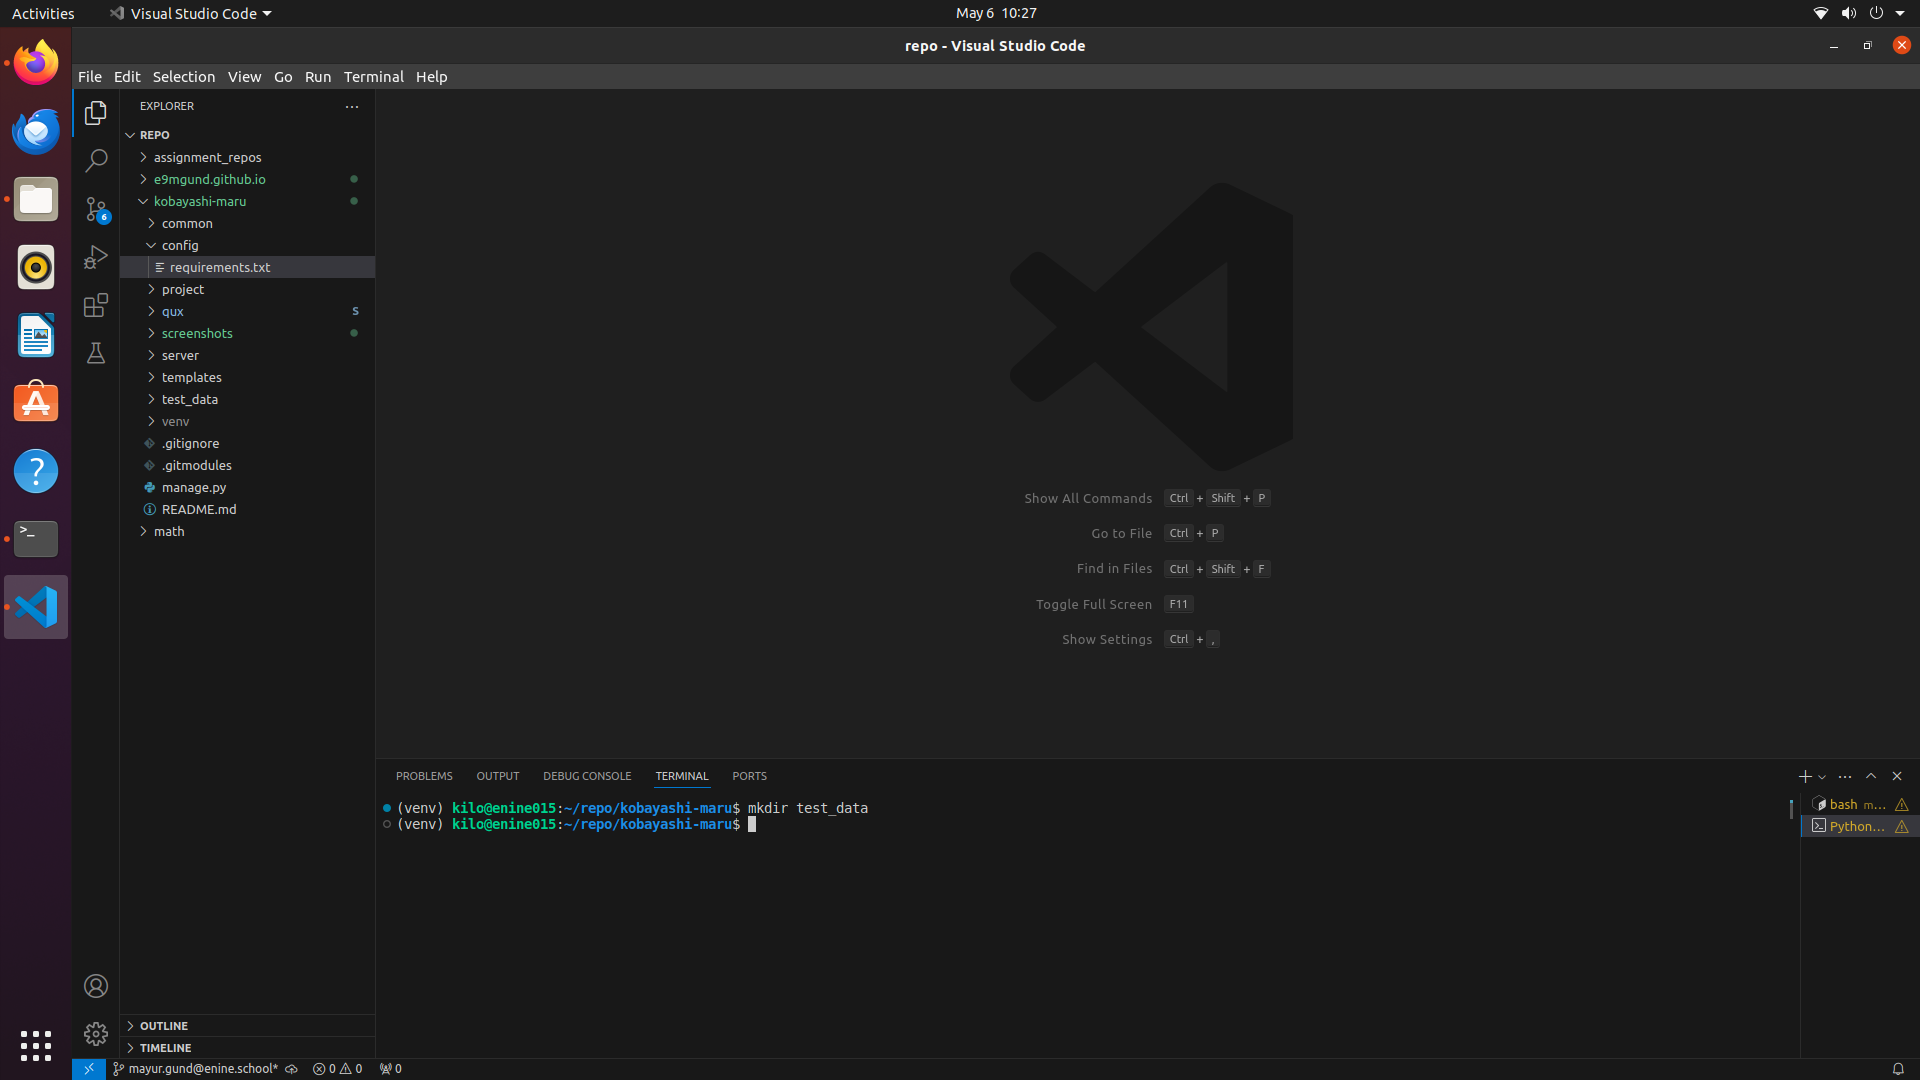 Activities
Visual Studio Code
May 6 10:27
repo - Visual Studio Code
File Edit Selection View Go Run Terminal Help
EXPLORER
REPO
assignment_repos
e9mgund.github.io
kobayashi-maru
common
config
requirements.txt
project
qux S
screenshots
server
templates
test_data
venv
.gitignore
.gitmodules
manage.py
README.md
math
6
Show All Commands Ctrl + Shift + P
Go to File Ctrl + P
Find in Files Ctrl + Shift + F
Toggle Full Screen F11
Show Settings Ctrl + ,
PROBLEMS OUTPUT DEBUG CONSOLE TERMINAL PORTS
(venv) kilo@enine015:~/repo/kobayashi-maru$ mkdir test_data
(venv) kilo@enine015:~/repo/kobayashi-maru$
bash m...
Python...
OUTLINE
TIMELINE
mayur.gund@enine.school* 0 0 0